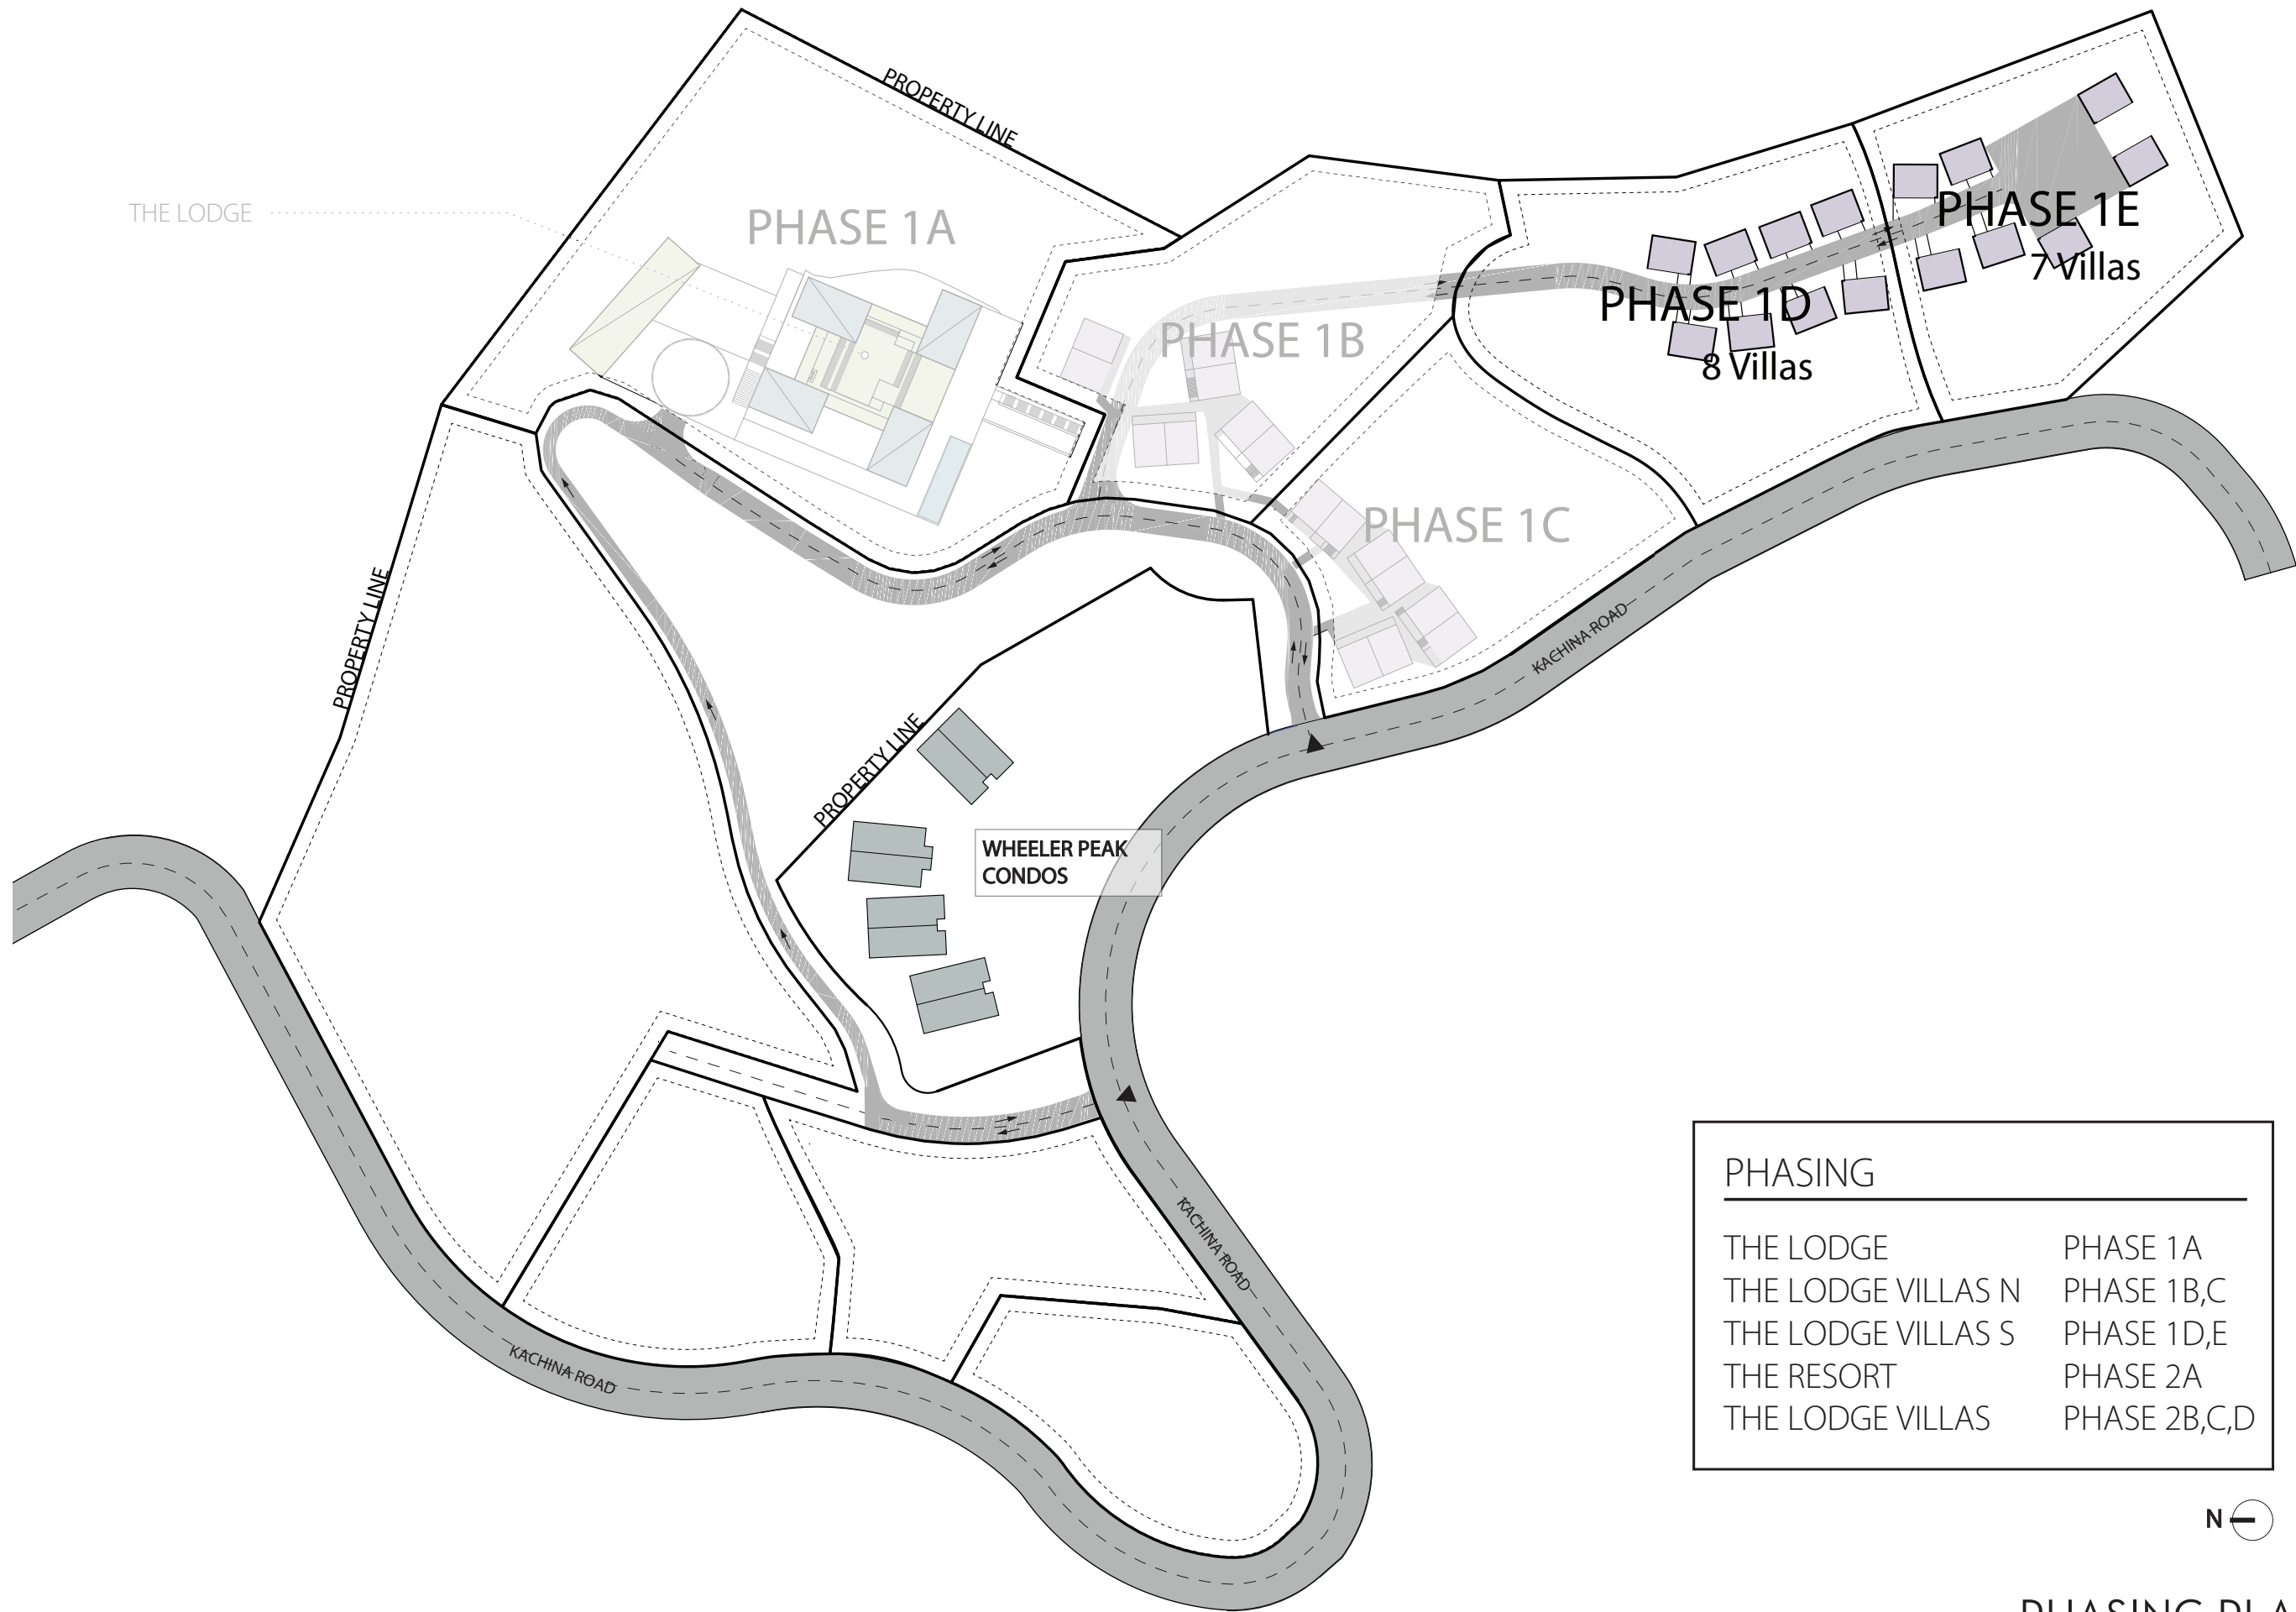 PROPERTY LINE
THE LODGE
PHASE 1A
PHASE 1E
7 Villas
PHASE 1D
8 Villas
PHASE 1B
PHASE 1C
PROPERTY LINE
KACHINA ROAD
PROPERTY LINE
WHEELER PEAK
CONDOS
KACHINA ROAD
KACHINA ROAD
PHASING
THE LODGE PHASE 1A
THE LODGE VILLAS N PHASE 1B,C
THE LODGE VILLAS S PHASE 1D,E
THE RESORT PHASE 2A
THE LODGE VILLAS PHASE 2B,C,D
N
PHASING PLA